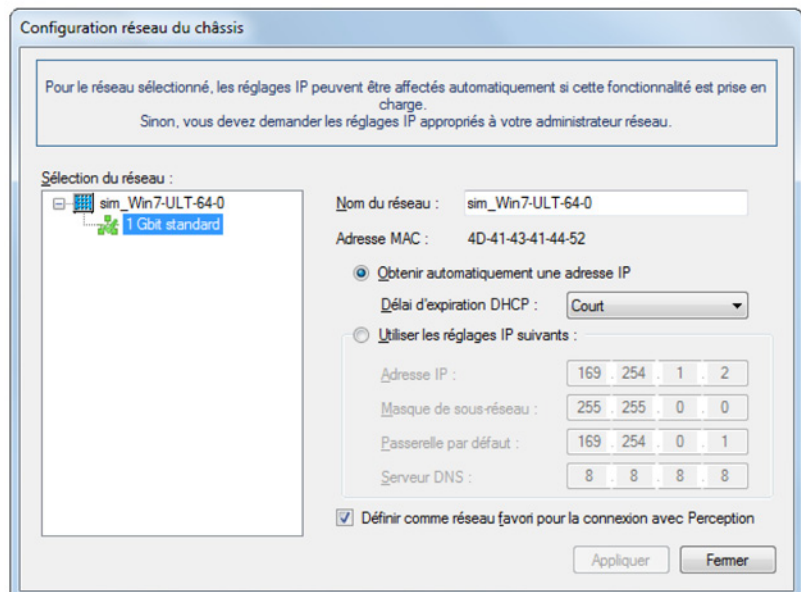 Configuration réseau du châssis
Pour le réseau sélectionné, les réglages IP peuvent être affectés automatiquement si cette fonctionnalité est prise en
charge.
Sinon, vous devez demander les réglages IP appropriés à votre administrateur réseau.
Sélection du réseau :
sim_Win7-ULT-64-0
1 Gbit standard
Nom du réseau : sim_Win7-ULT-64-0
Adresse MAC : 4D-41-43-41-44-52
Obtenir automatiquement une adresse IP
Délai d'expiration DHCP : Court
Utiliser les réglages IP suivants :
Adresse IP : 169 . 254 . 1 . 2
Masque de sous-réseau : 255 . 255 . 0 . 0
Passerelle par défaut : 169 . 254 . 0 . 1
Serveur DNS : 8 . 8 . 8 . 8
Définir comme réseau favori pour la connexion avec Perception
Appliquer Fermer